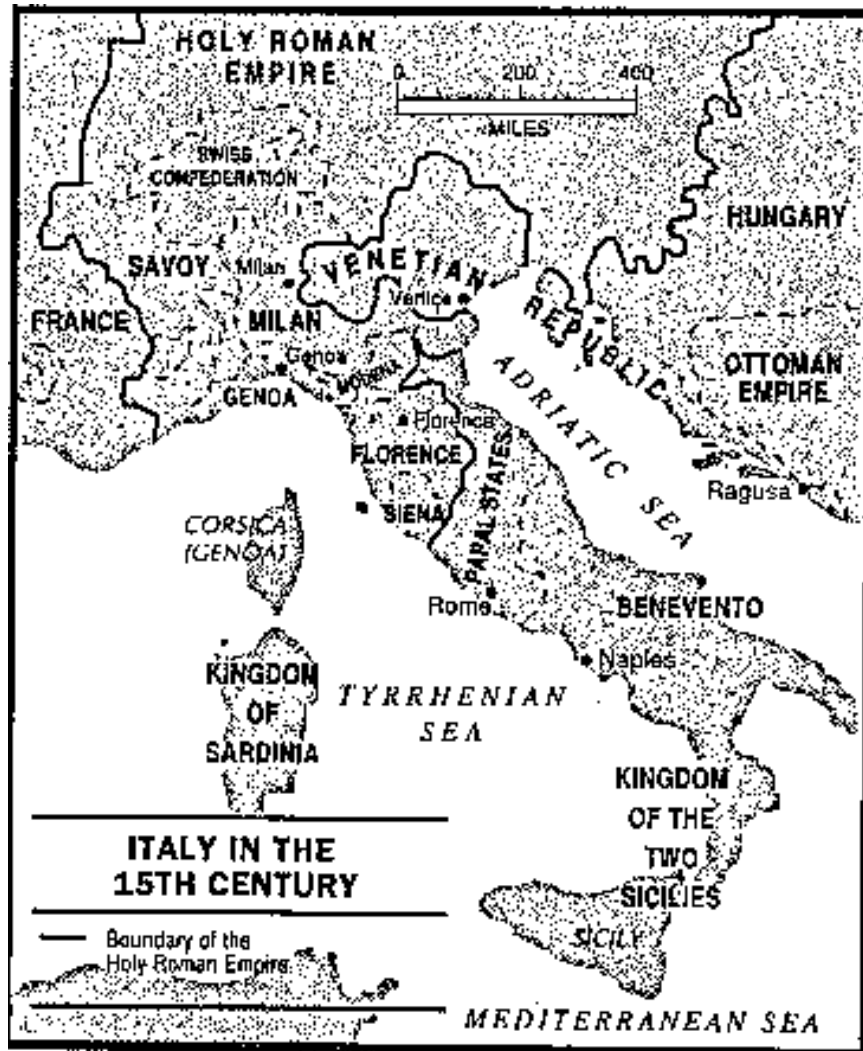 HOLY ROMAN
EMPIRE
0 200 400
MILES
SWISS
CONFEDERATION
HUNGARY
SAVOY
Milan
VENETIAN
Venice
REPUBLIC
FRANCE
MILAN
Genoa
MODENA
GENOA
OTTOMAN
EMPIRE
ADRIATIC SEA
Florence
FLORENCE
PAPAL STATES
Ragusa
SIENA
CORSICA
(GENOA)
Rome
BENEVENTO
Naples
KINGDOM
OF
SARDINIA
TYRRHENIAN
SEA
KINGDOM
OF THE
TWO
SICILIES
SICILY
ITALY IN THE
15TH CENTURY
Boundary of the
Holy Roman Empire
MEDITERRANEAN SEA